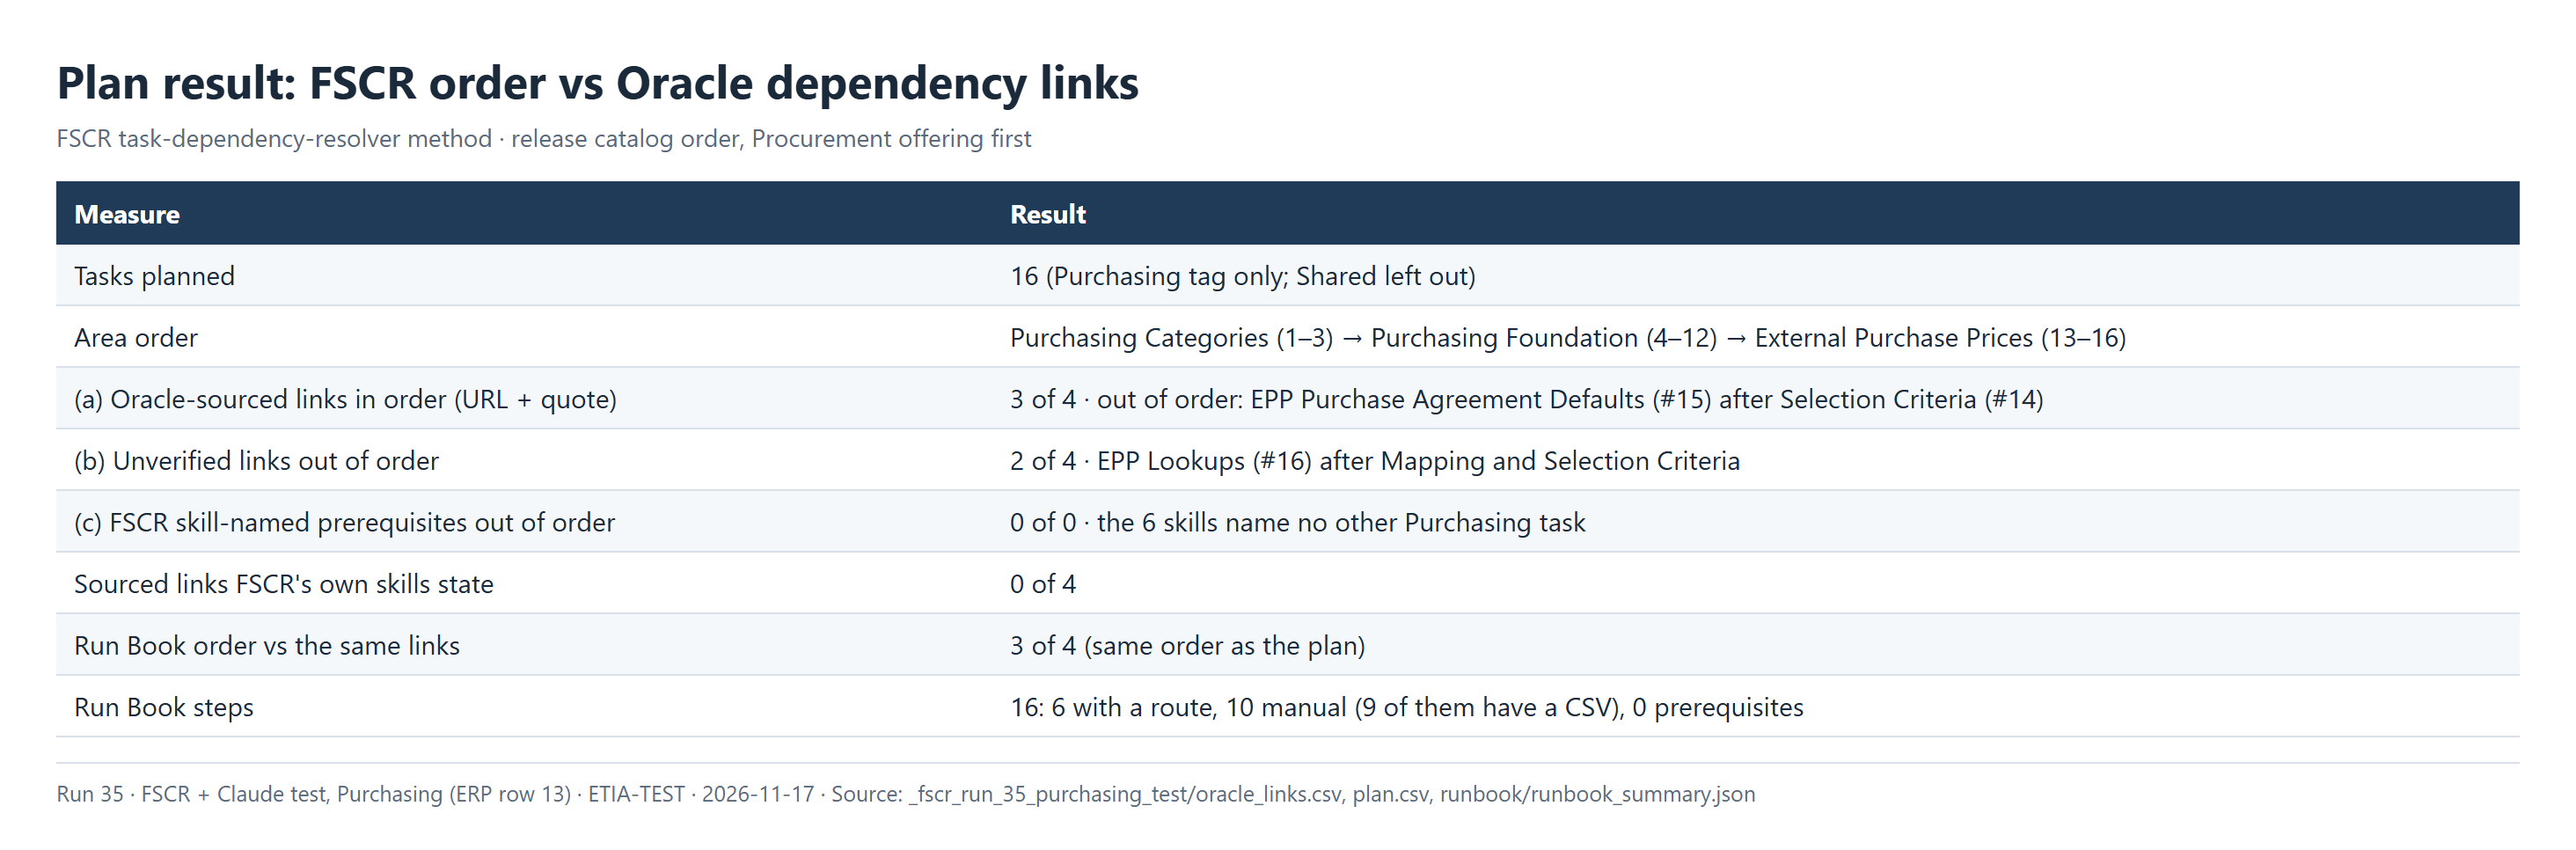 Plan result: FSCR order vs Oracle dependency links
FSCR task-dependency-resolver method · release catalog order, Procurement offering first
Measure Result
Tasks planned 16 (Purchasing tag only; Shared left out)
Area order Purchasing Categories (1–3) → Purchasing Foundation (4–12) → External Purchase Prices (13–16)
(a) Oracle-sourced links in order (URL + quote) 3 of 4 · out of order: EPP Purchase Agreement Defaults (#15) after Selection Criteria (#14)
(b) Unverified links out of order 2 of 4 · EPP Lookups (#16) after Mapping and Selection Criteria
(c) FSCR skill-named prerequisites out of order 0 of 0 · the 6 skills name no other Purchasing task
Sourced links FSCR's own skills state 0 of 4
Run Book order vs the same links 3 of 4 (same order as the plan)
Run Book steps 16: 6 with a route, 10 manual (9 of them have a CSV), 0 prerequisites
Run 35 · FSCR + Claude test, Purchasing (ERP row 13) · ETIA-TEST · 2026-11-17 · Source: _fscr_run_35_purchasing_test/oracle_links.csv, plan.csv, runbook/runbook_summary.json